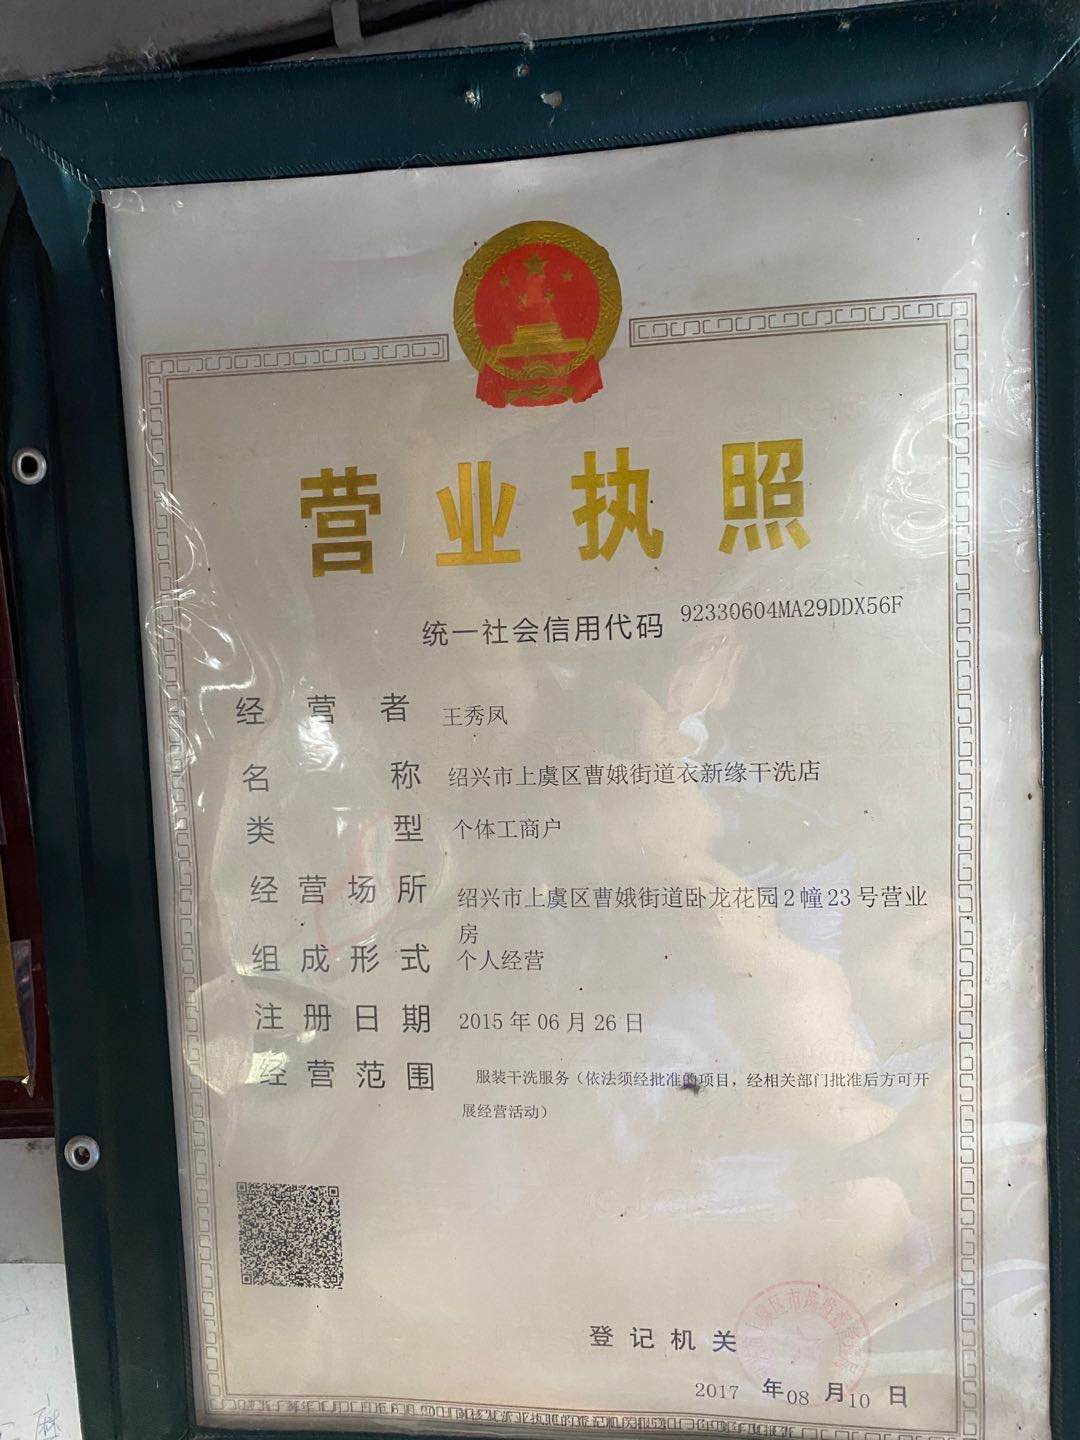 营业执照
统一社会信用代码 92330604MA29DDX56F
经营者 王秀凤
名称 绍兴市上虞区曹娥街道衣新缘干洗店
类型 个体工商户
经营场所 绍兴市上虞区曹娥街道卧龙花园2幢23号营业
房
组成形式 个人经营
注册日期 2015年06月26日
经营范围 服装干洗服务（依法须经批准的项目，经相关部门批准后方可开
展经营活动）
登记机关
2017 年 08 月 10 日